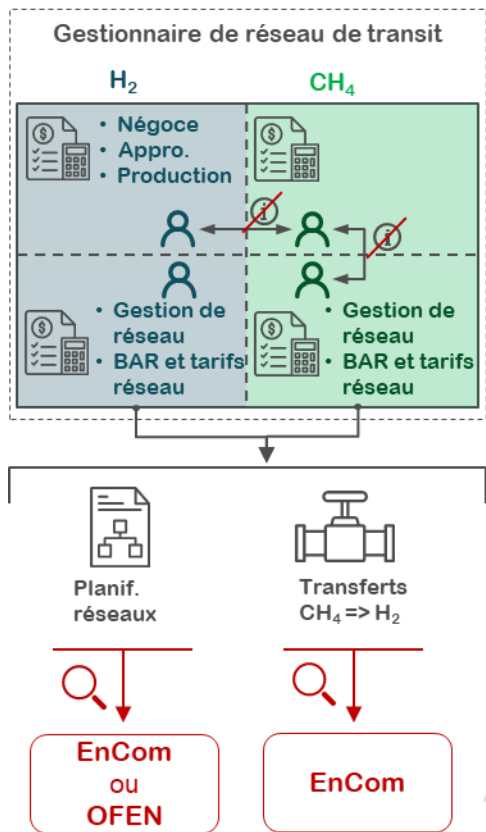 Gestionnaire de réseau de transit
H₂
CH₄
• Négoce
• Appro.
• Production
$
$
i
i
$
• Gestion de
réseau
• BAR et tarifs
réseau
$
• Gestion de
réseau
• BAR et tarifs
réseau
Planif.
réseaux
Transferts
CH₄ => H₂
EnCom
ou
OFEN
EnCom